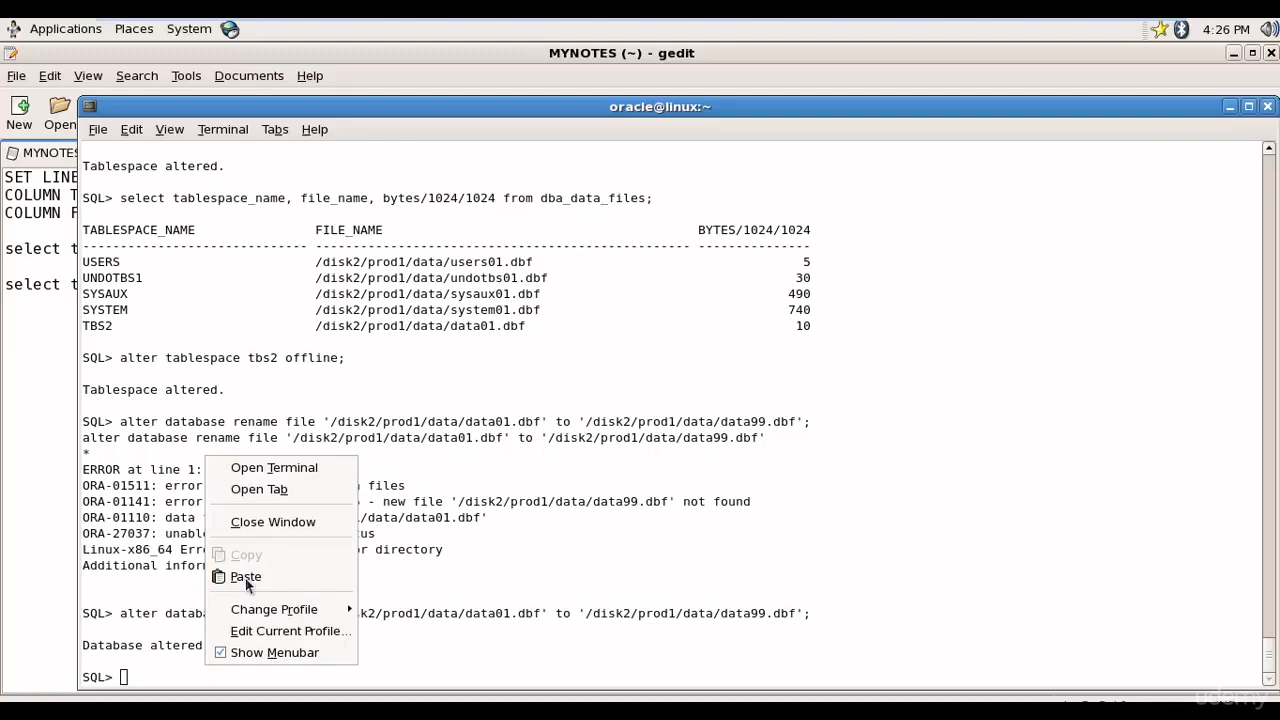 Applications Places System 4:26 PM
MYNOTES (~) - gedit
File Edit View Search Tools Documents Help
oracle@linux:~
New Open
File Edit View Terminal Tabs Help
MYNOTES
SET LINE
COLUMN T
COLUMN F
select t
select t
Tablespace altered.
SQL> select tablespace_name, file_name, bytes/1024/1024 from dba_data_files;
TABLESPACE_NAME FILE_NAME BYTES/1024/1024
------------------------------ -------------------------------------------------- ---------------
USERS /disk2/prod1/data/users01.dbf 5
UNDOTBS1 /disk2/prod1/data/undotbs01.dbf 30
SYSAUX /disk2/prod1/data/sysaux01.dbf 490
SYSTEM /disk2/prod1/data/system01.dbf 740
TBS2 /disk2/prod1/data/data01.dbf 10
SQL> alter tablespace tbs2 offline;
Tablespace altered.
SQL> alter database rename file '/disk2/prod1/data/data01.dbf' to '/disk2/prod1/data/data99.dbf';
alter database rename file '/disk2/prod1/data/data01.dbf' to '/disk2/prod1/data/data99.dbf'
*
ERROR at line 1:
ORA-01511: error files
ORA-01141: error - new file '/disk2/prod1/data/data99.dbf' not found
ORA-01110: data /data/data01.dbf'
ORA-27037: unabl tus
Linux-x86_64 Erro or directory
Additional infor
SQL> alter databa k2/prod1/data/data01.dbf' to '/disk2/prod1/data/data99.dbf';
Database altered
SQL>
Open Terminal
Open Tab
Close Window
Copy
Paste
Change Profile
Edit Current Profile...
Show Menubar
udemy